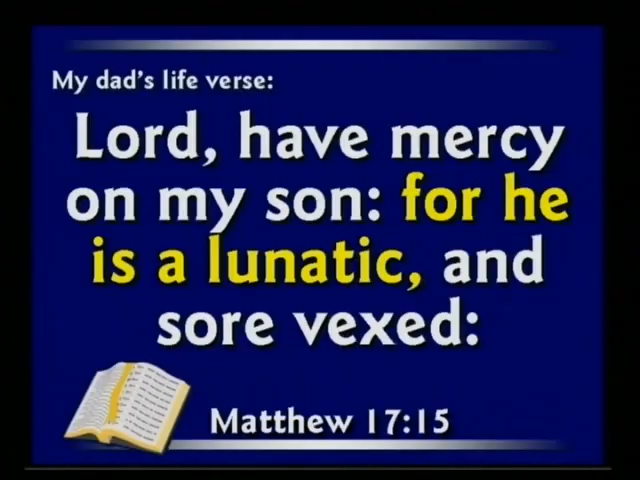 My dad's life verse:
Lord, have mercy
on my son: for he
is a lunatic, and
sore vexed:
Matthew 17:15